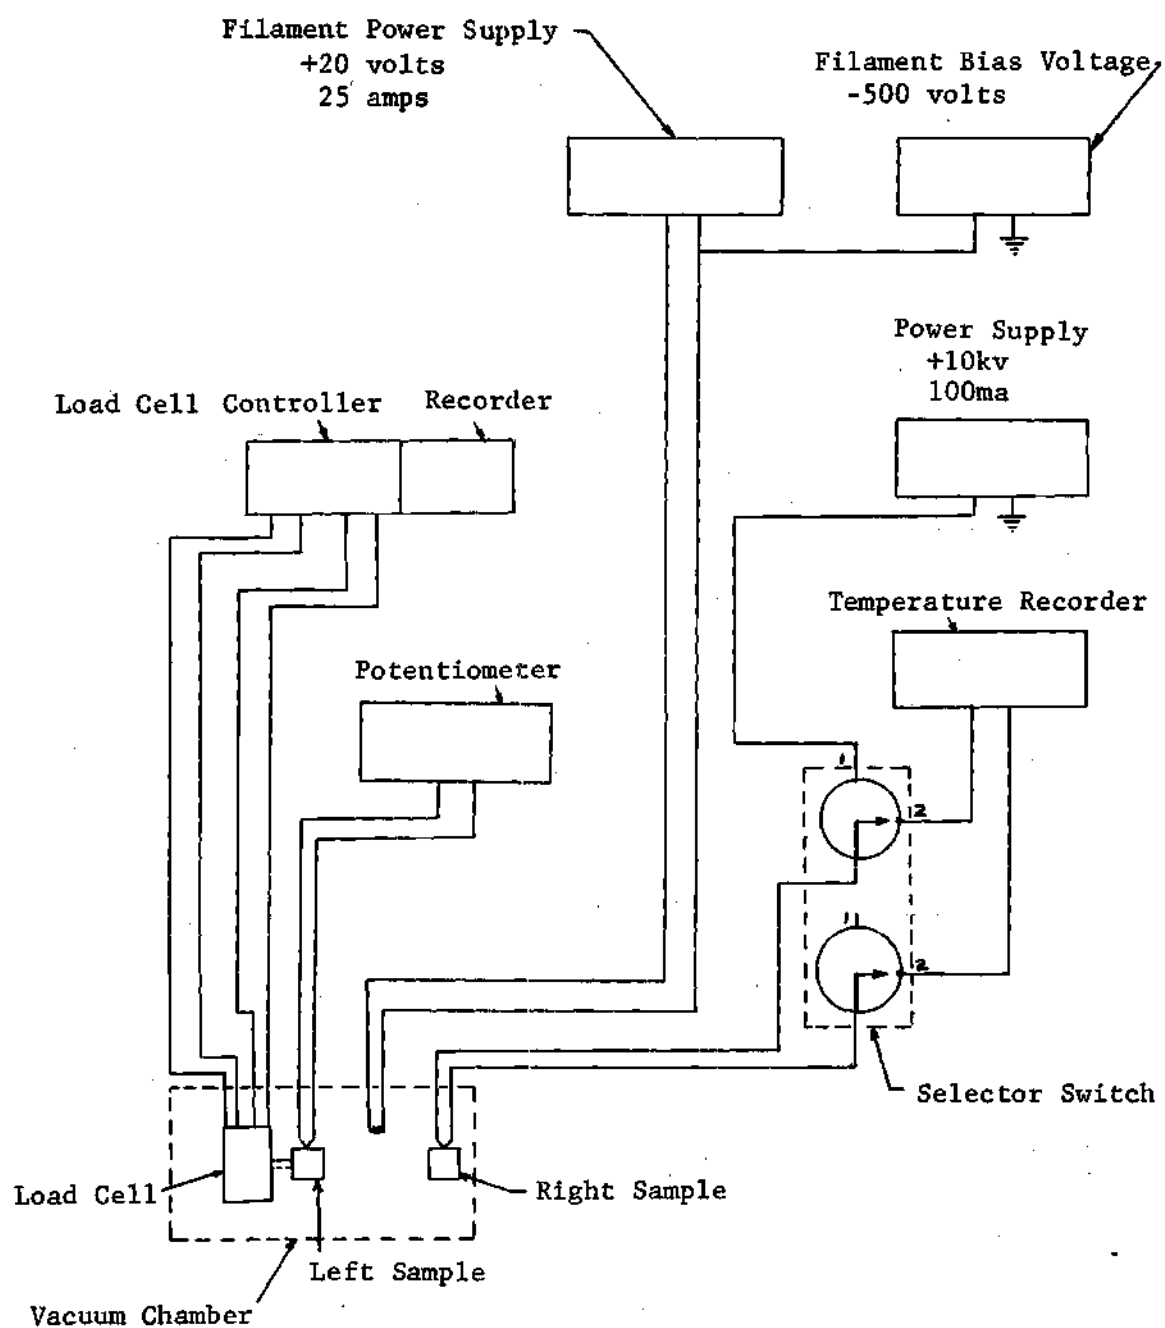 Filament Power Supply
+20 volts
25 amps
Filament Bias Voltage
-500 volts
Power Supply
+10kv
100ma
Load Cell Controller
Recorder
Temperature Recorder
Potentiometer
1
2
1
2
Selector Switch
Load Cell
Right Sample
Left Sample
Vacuum Chamber